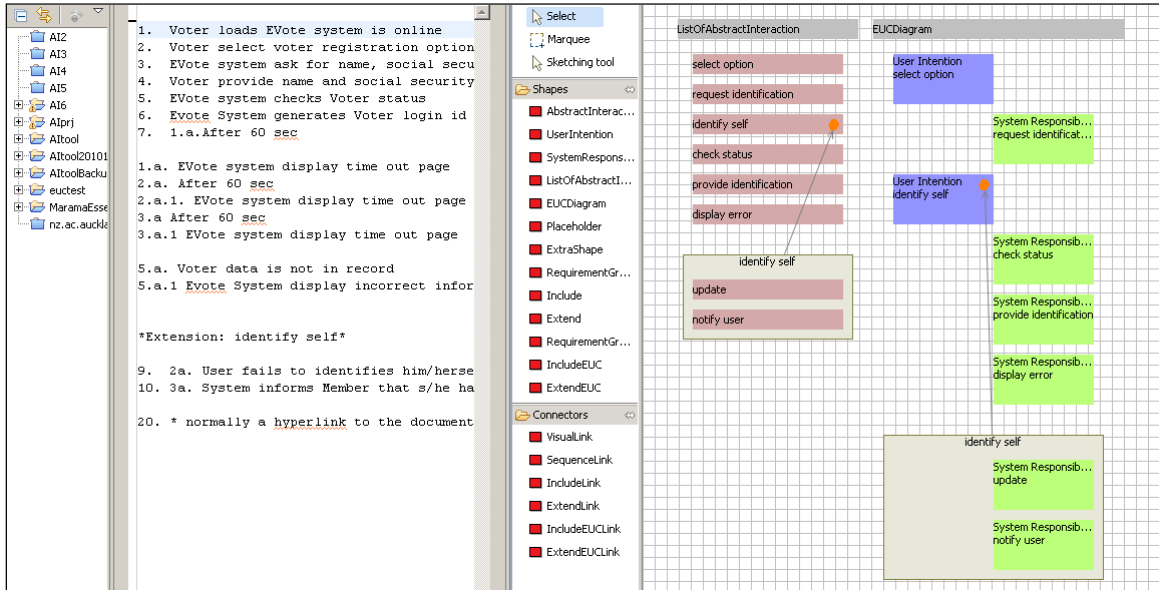 AI2
AI3
AI4
AI5
AI6
AIprj
AItool
AItool20101
AItoolBacku
euctest
MaramaEsse
nz.ac.auckla
1. Voter loads EVote system is online
2. Voter select voter registration option
3. EVote system ask for name, social secu
4. Voter provide name and social security
5. EVote system checks Voter status
6. Evote System generates Voter login id
7. 1.a.After 60 sec
1.a. EVote system display time out page
2.a. After 60 sec
2.a.1. EVote system display time out page
3.a After 60 sec
3.a.1 EVote system display time out page
5.a. Voter data is not in record
5.a.1 Evote System display incorrect infor
*Extension: identify self*
9. 2a. User fails to identifies him/herse
10. 3a. System informs Member that s/he ha
20. * normally a hyperlink to the document
Select
Marquee
Sketching tool
Shapes
AbstractInterac...
UserIntention
SystemRespons...
ListOfAbstractI...
EUCDiagram
Placeholder
ExtraShape
RequirementGr...
Include
Extend
RequirementGr...
IncludeEUC
ExtendEUC
Connectors
VisualLink
SequenceLink
IncludeLink
ExtendLink
IncludeEUCLink
ExtendEUCLink
ListOfAbstractInteraction
select option
request identification
identify self
check status
provide identification
display error
identify self
update
notify user
EUCDiagram
User Intention
select option
System Responsib...
request identificat...
User Intention
identify self
System Responsib...
check status
System Responsib...
provide identification
System Responsib...
display error
identify self
System Responsib...
update
System Responsib...
notify user